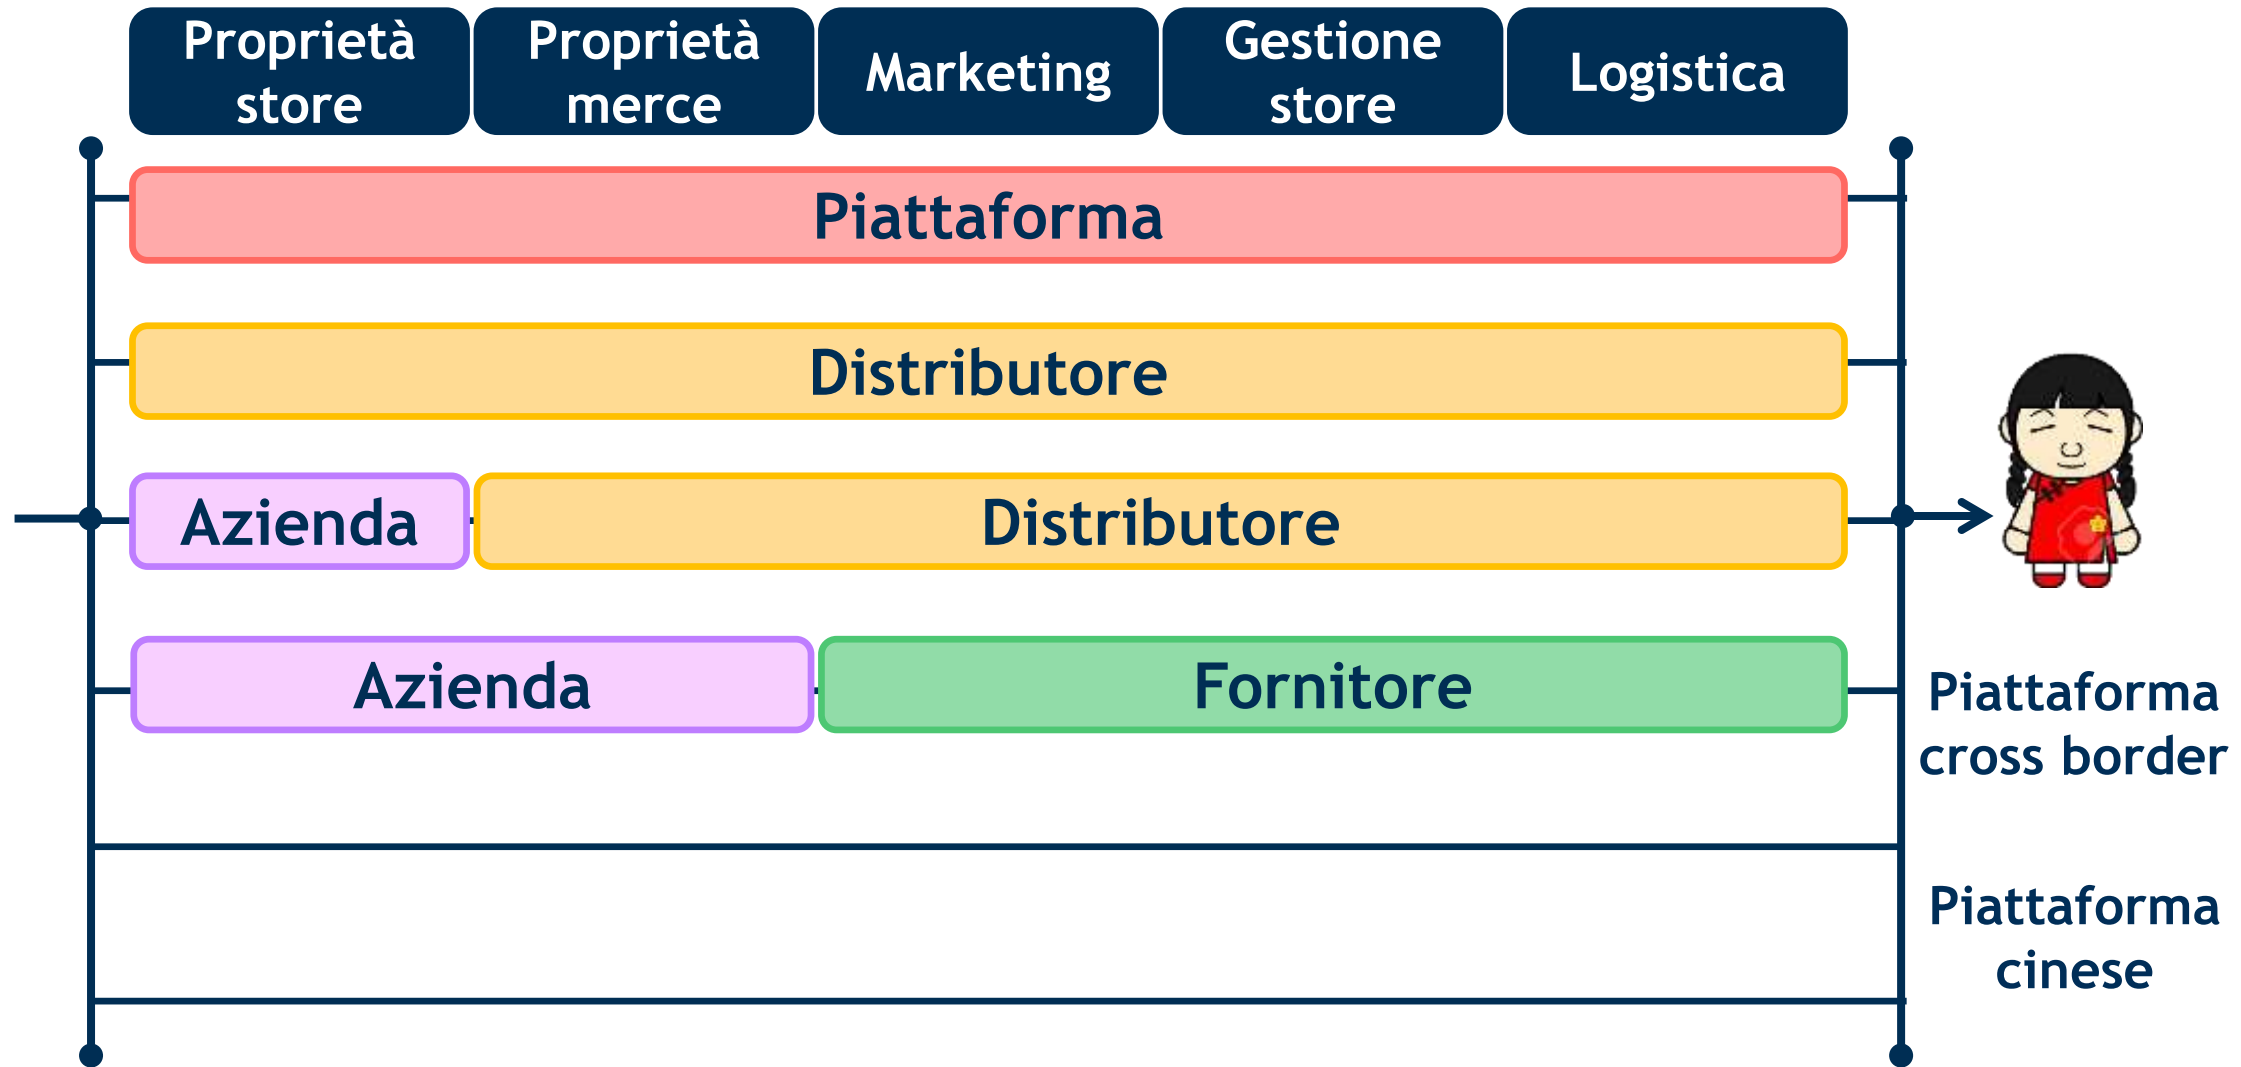 Proprietà
store
Proprietà
merce
Marketing
Gestione
store
Logistica
Piattaforma
Distributore
Azienda
Distributore
Azienda
Fornitore
Piattaforma
cross border
Piattaforma
cinese